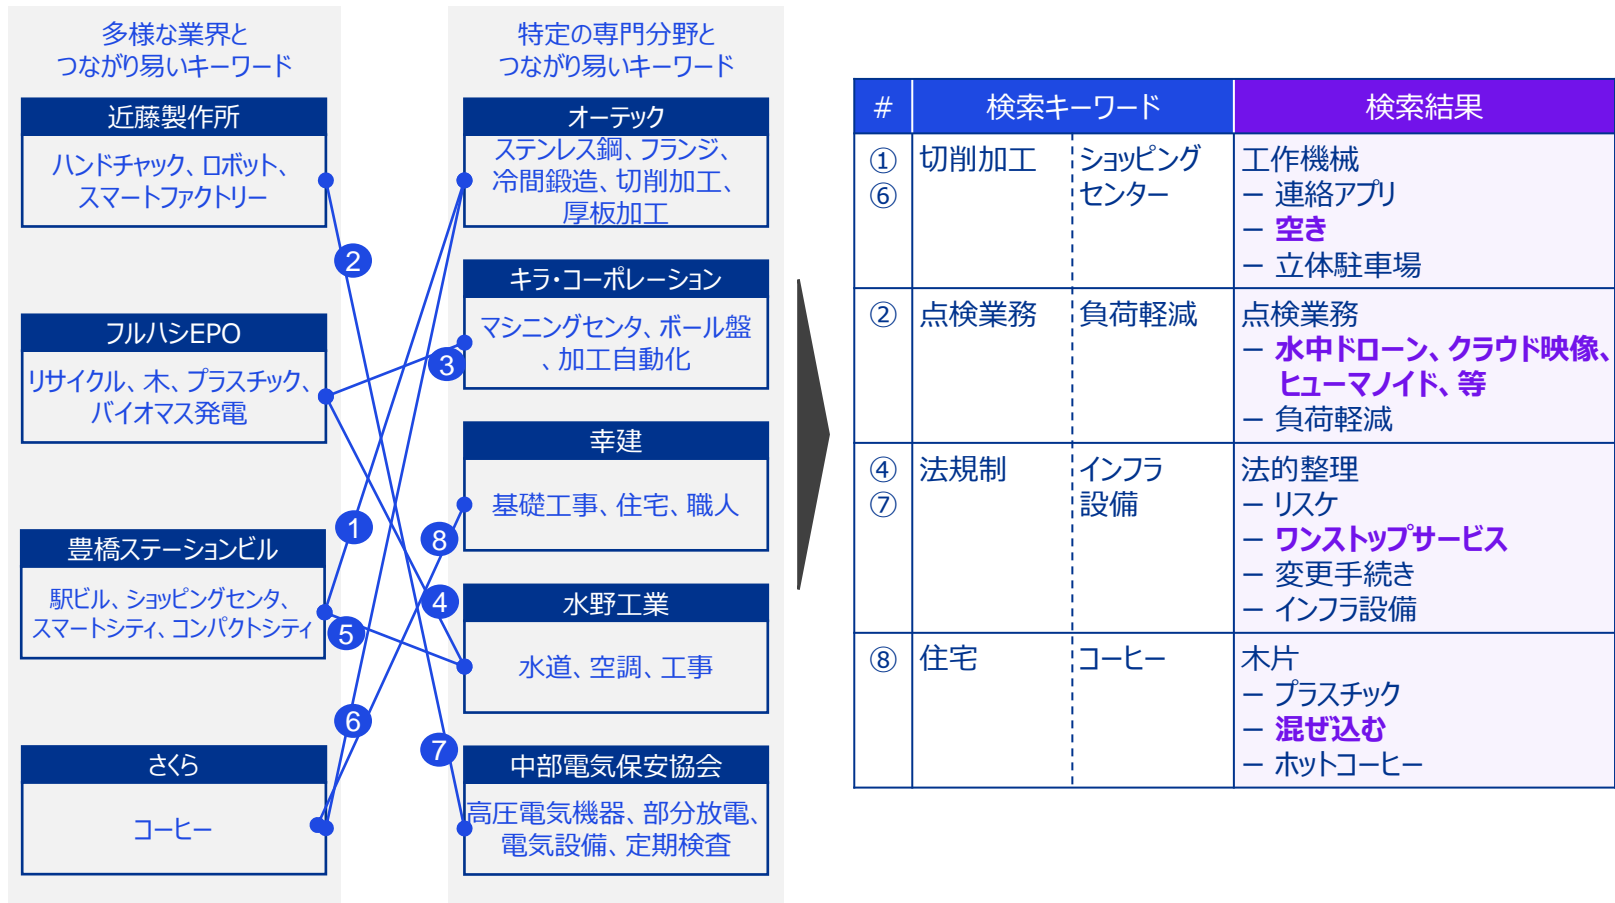 多様な業界と
つながり易いキーワード
近藤製作所
ハンドチャック、ロボット、
スマートファクトリー
フルハシEPO
リサイクル、木、プラスチック、
バイオマス発電
豊橋ステーションビル
駅ビル、ショッピングセンタ、
スマートシティ、コンパクトシティ
さくら
コーヒー
2
1
5
6
3
8
4
7
特定の専門分野と
つながり易いキーワード
オーテック
ステンレス鋼、フランジ、
冷間鍛造、切削加工、
厚板加工
キラ・コーポレーション
マシニングセンタ、ボール盤
、加工自動化
幸建
基礎工事、住宅、職人
水野工業
水道、空調、工事
中部電気保安協会
高圧電気機器、部分放電、
電気設備、定期検査
# 検索キーワード 検索結果
① 切削加工 ショッピング 工作機械
⑥ センター － 連絡アプリ
－ 空き
－ 立体駐車場
② 点検業務 負荷軽減 点検業務
－ 水中ドローン、クラウド映像、
ヒューマノイド、等
－ 負荷軽減
④ 法規制 インフラ 法的整理
⑦ 設備 － リスケ
－ ワンストップサービス
－ 変更手続き
－ インフラ設備
⑧ 住宅 コーヒー 木片
－ プラスチック
－ 混ぜ込む
－ ホットコーヒー